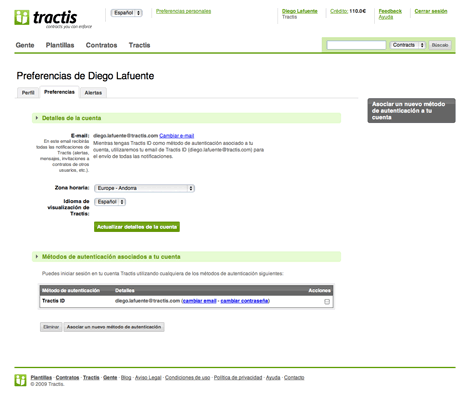 tractis
contracts you can enforce
Español
Preferencias personales
Diego Lafuente
Tractis
Crédito: 110.0€
Feedback
Ayuda
Cerrar sesión
Gente Plantillas Contratos Tractis
Contracts Búscalo
Preferencias de Diego Lafuente
Perfil Preferencias Alertas
Asociar un nuevo método de autenticación a tu cuenta
Detalles de la cuenta
E-mail: diego.lafuente@tractis.com Cambiar e-mail
En este email recibirás todas las notificaciones de Tractis (alertas, mensajes, invitaciones a contratos de otros usuarios, etc.).
Mientras tengas Tractis ID como método de autenticación asociado a tu cuenta, utilizaremos tu email de Tractis ID (diego.lafuente@tractis.com) para el envío de todas las notificaciones.
Zona horaria: Europe - Andorra
Idioma de visualización de Tractis: Español
Actualizar detalles de la cuenta
Métodos de autenticación asociados a tu cuenta
Puedes iniciar sesión en tu cuenta Tractis utilizando cualquiera de los métodos de autenticación siguientes:
Método de autenticación Detalles Acciones
Tractis ID diego.lafuente@tractis.com (cambiar email - cambiar contraseña)
Eliminar Asociar un nuevo método de autenticación
Plantillas - Contratos - Tractis - Gente - Blog - Aviso Legal - Condiciones de uso - Política de privacidad - Ayuda - Contacto
© 2009 Tractis.